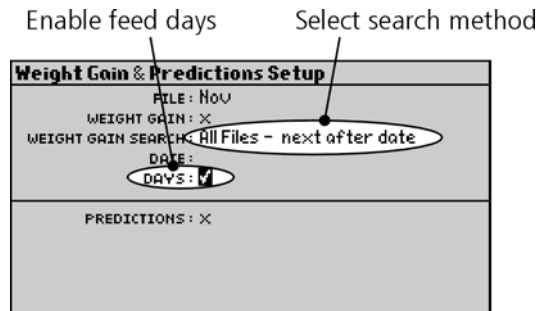 Enable feed days Select search method
Weight Gain & Predictions Setup
FILE: Nov
WEIGHT GAIN: X
WEIGHT GAIN SEARCH: All Files - next after date
DATE:
DAYS: ✓
PREDICTIONS: X